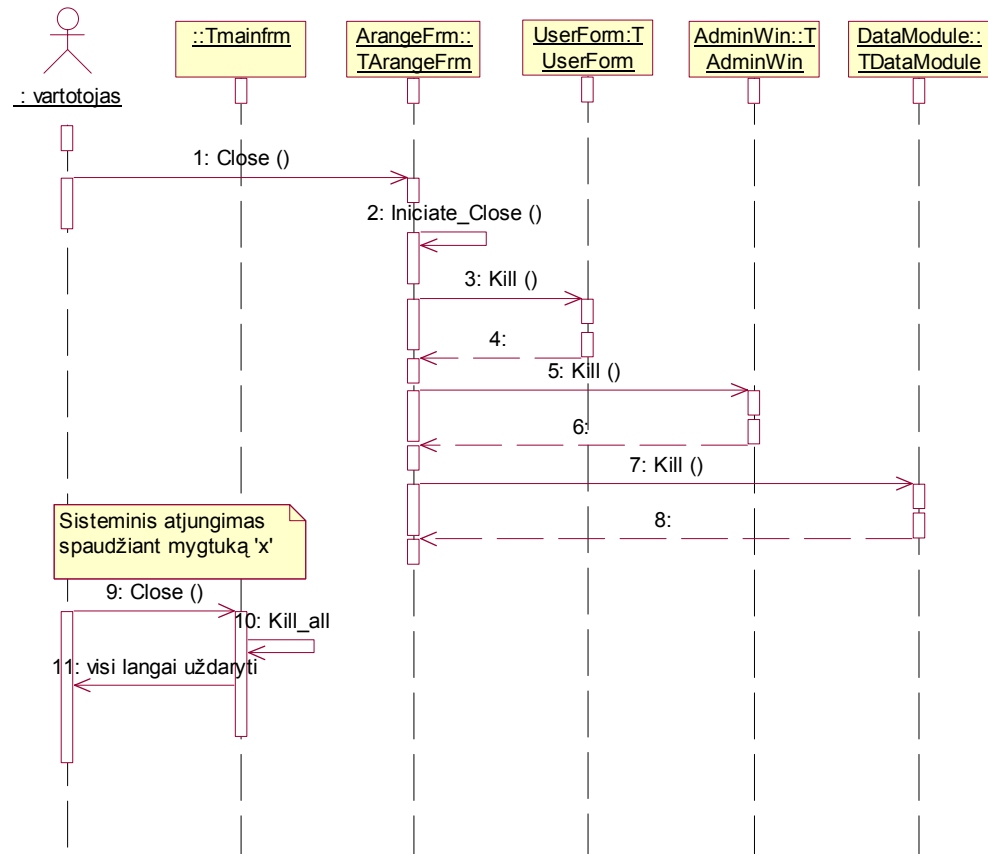 ::Tmainfrm
ArangeFrm::
TArangeFrm
UserForm:T
UserForm
AdminWin::T
AdminWin
DataModule::
TDataModule
: vartotojas
1: Close ()
2: Iniciate_Close ()
3: Kill ()
4:
5: Kill ()
6:
7: Kill ()
8:
Sisteminis atjungimas
spaudžiant mygtuką 'x'
9: Close ()
10: Kill_all
11: visi langai uždaryti